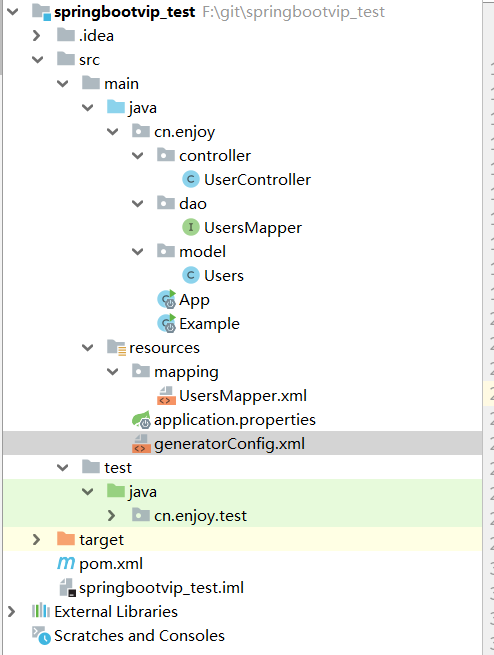 springbootvip_test F:\git\springbootvip_test
.idea
src
main
java
cn.enjoy
controller
UserController
dao
UsersMapper
model
Users
App
Example
resources
mapping
UsersMapper.xml
application.properties
generatorConfig.xml
test
java
cn.enjoy.test
target
pom.xml
springbootvip_test.iml
External Libraries
Scratches and Consoles